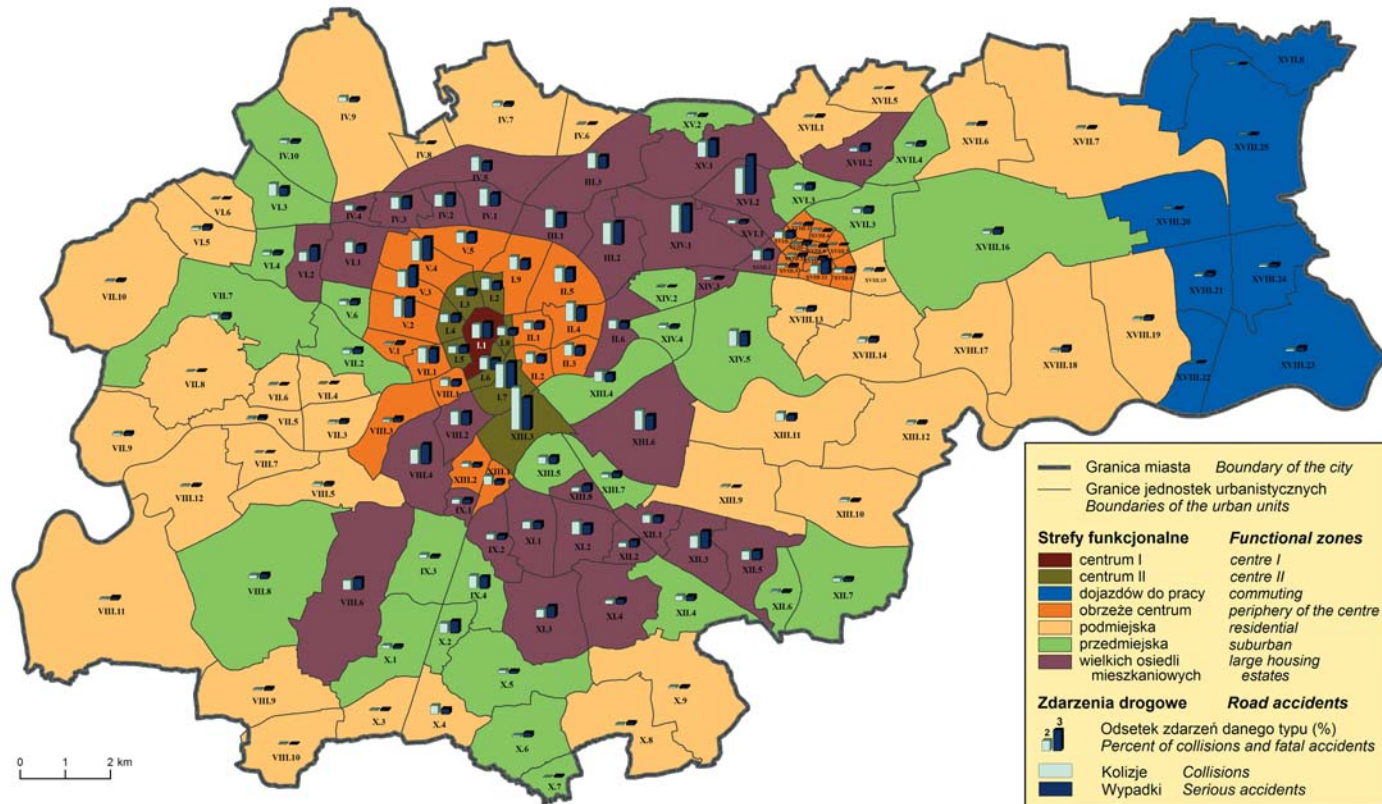 XVII.8
IV.9
XVII.5
IV.7
IV.6
XVII.1
XV.2
XVII.6
XVII.7
XVIII.25
IV.10
IV.8
XV.1
XVII.2
XVII.4
IV.5
III.3
VI.3
XVI.2
XVI.3
VI.6
IV.4
IV.3
IV.2
IV.1
XVIII.20
XVII.3
VI.5
III.1
XVI.1
XIV.1
XVIII.16
V.5
VI.4
VI.2
VI.1
V.4
III.2
XVIII.1
I.9
XVIII.24
VII.10
VII.7
V.3
II.5
XIV.3
XVIII.15
XVIII.21
I.2
I.3
XIV.2
V.6
V.2
I.4
II.4
XVIII.13
XVIII.19
II.1
II.6
XIV.4
I.1
I.8
XIV.5
XVIII.14
XVIII.17
V.1
I.5
II.3
VII.2
VII.1
II.2
XVIII.18
XVIII.22
XVIII.23
VII.8
I.6
VII.6
VII.4
VIII.1
XIII.4
I.7
VII.5
VII.3
VIII.3
VIII.2
XIII.3
XIII.6
XIII.11
XIII.12
VII.9
VIII.7
VIII.4
XIII.5
XIII.1
XIII.2
XIII.7
VIII.12
VIII.5
XIII.8
XIII.9
XIII.10
IX.1
IX.2
XI.1
XI.2
XII.1
XII.2
XII.3
XII.5
IX.3
VIII.8
VIII.6
IX.4
XII.7
VIII.11
XI.3
XI.4
XII.4
XII.6
X.2
X.1
X.5
VIII.9
X.9
X.3
X.4
X.6
X.8
VIII.10
X.7
0 1 2 km
Granica miasta Boundary of the city
Granice jednostek urbanistycznych
Boundaries of the urban units
Strefy funkcjonalne Functional zones
centrum I centre I
centrum II centre II
dojazdów do pracy commuting
obrzeże centrum periphery of the centre
podmiejska residential
przedmiejska suburban
wielkich osiedli large housing
mieszkaniowych estates
Zdarzenia drogowe Road accidents
3
2
Odsetek zdarzeń danego typu (%)
Percent of collisions and fatal accidents
Kolizje Collisions
Wypadki Serious accidents